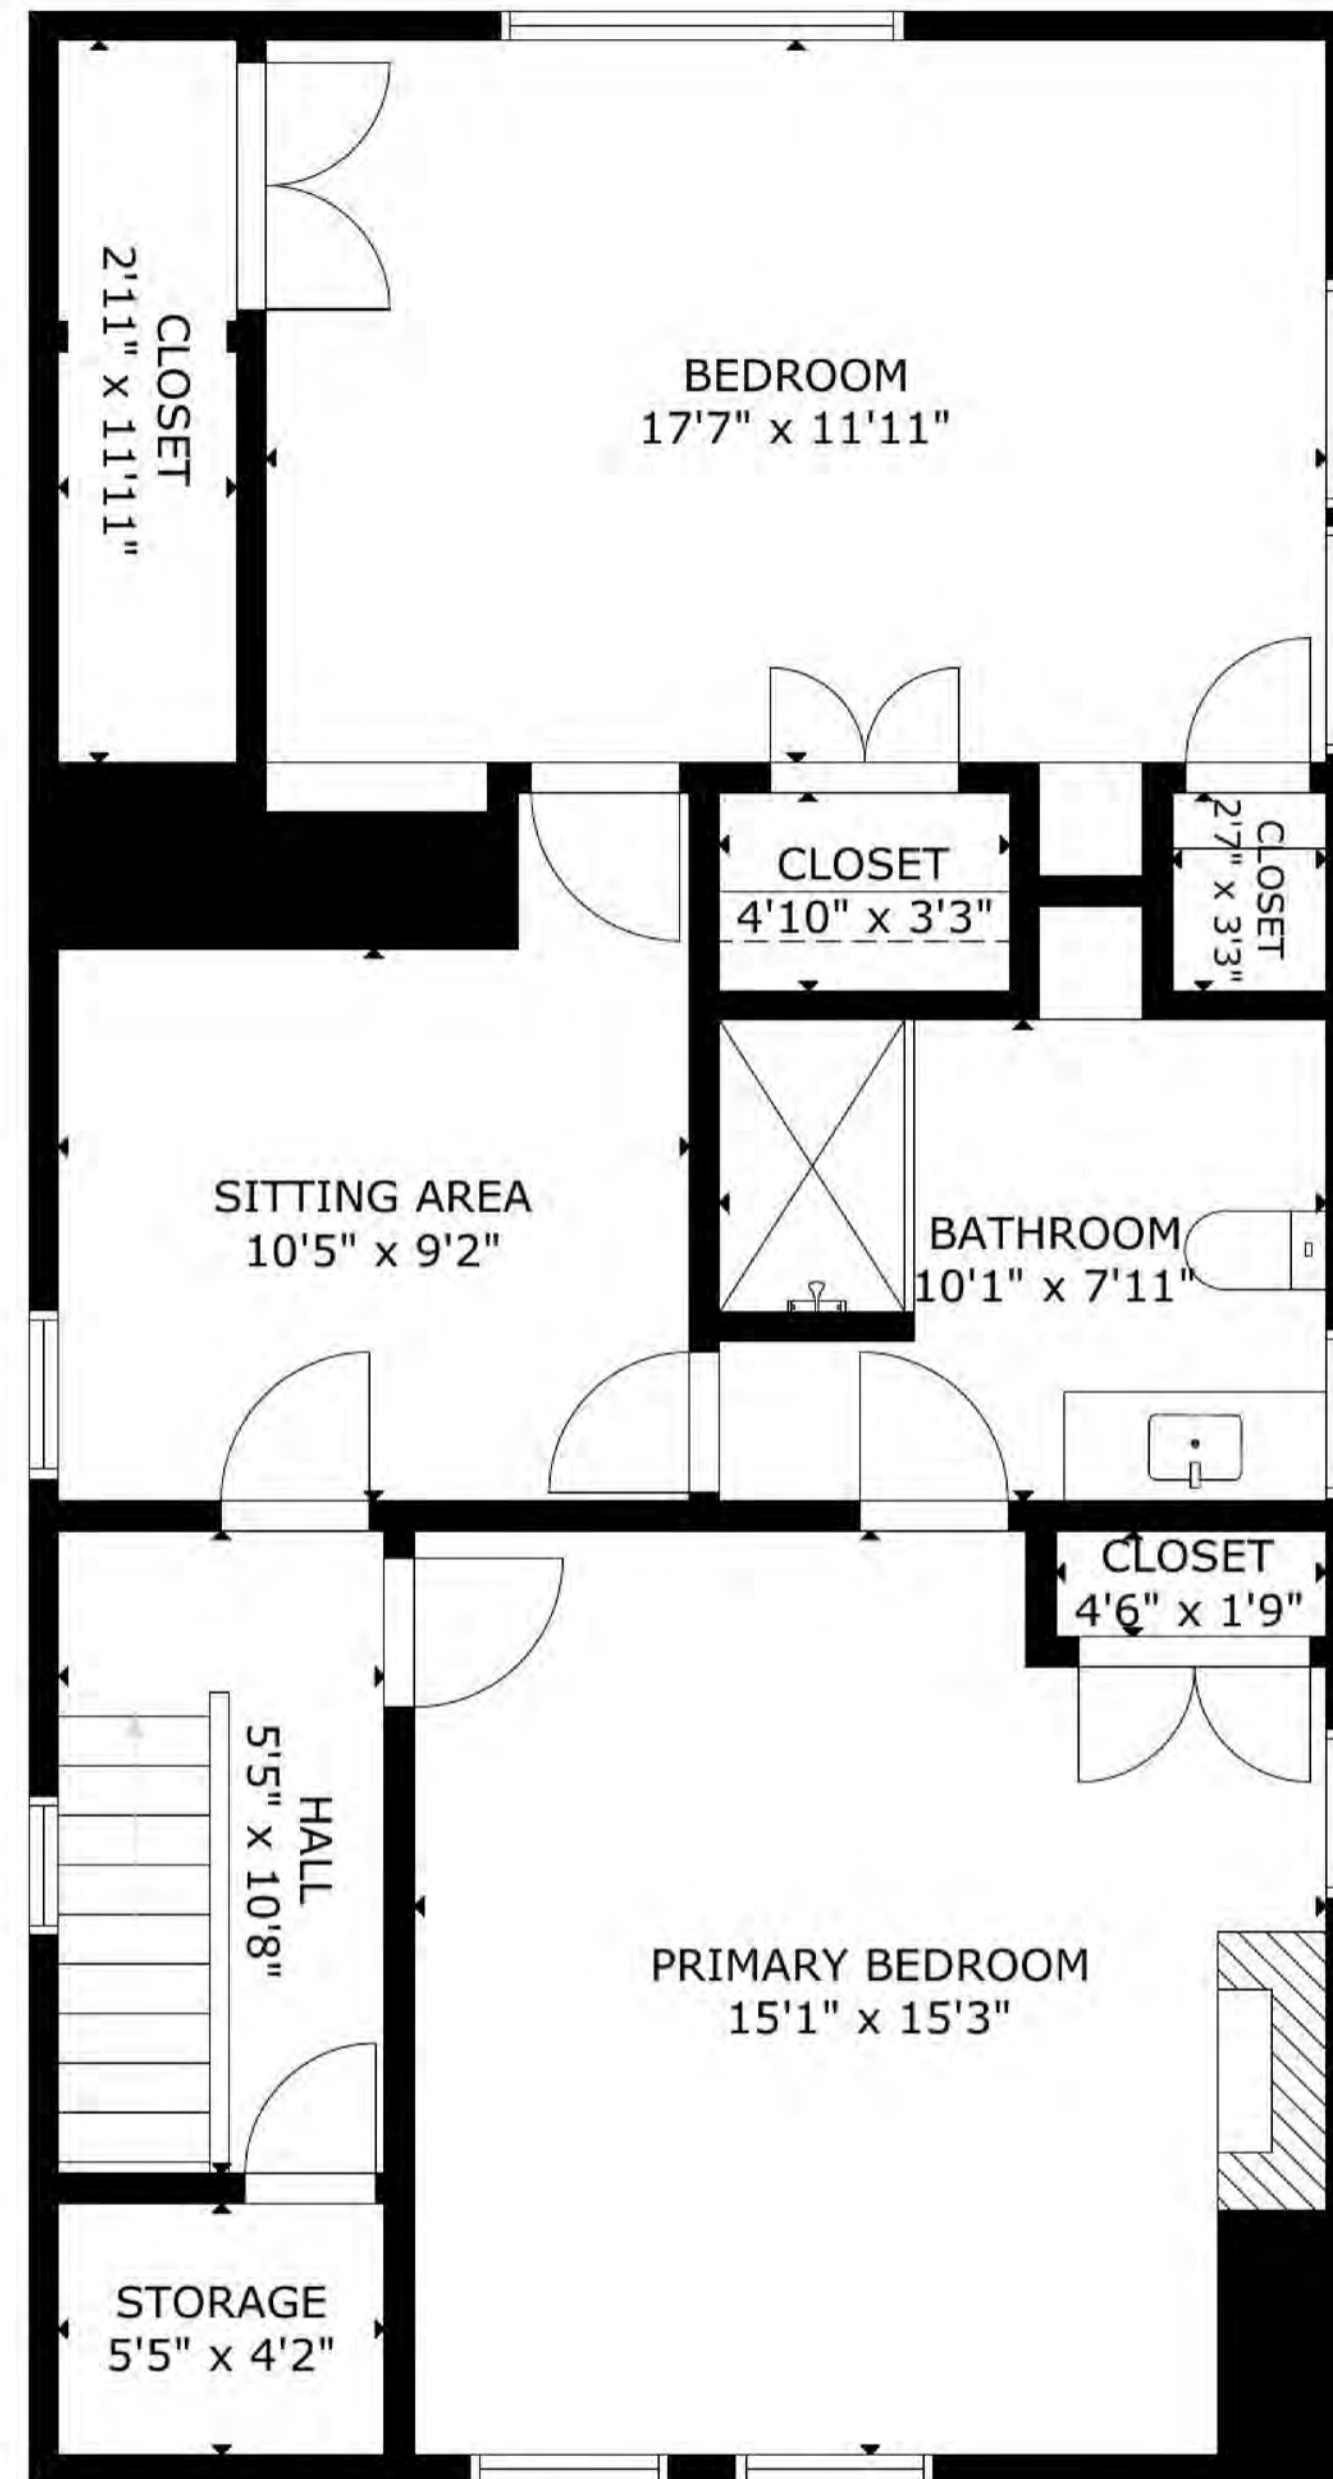 CLOSET
2'11" x 11'11"
BEDROOM
17'7" x 11'11"
CLOSET
4'10" x 3'3"
CLOSET
2'7" x 3'3"
SITTING AREA
10'5" x 9'2"
BATHROOM
10'1" x 7'11"
CLOSET
4'6" x 1'9"
HALL
5'5" x 10'8"
PRIMARY BEDROOM
15'1" x 15'3"
STORAGE
5'5" x 4'2"